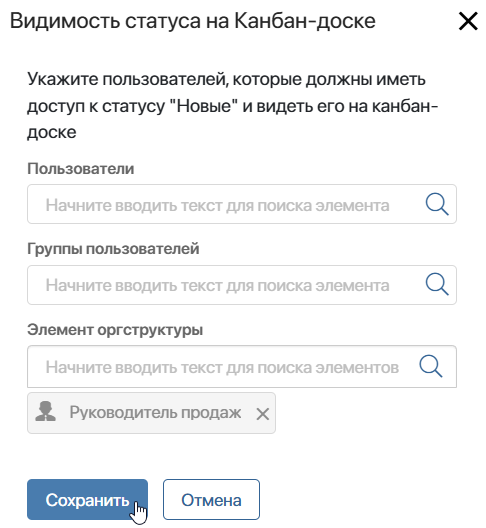 Видимость статуса на Канбан-доске
Укажите пользователей, которые должны иметь
доступ к статусу "Новые" и видеть его на канбан-
доске
Пользователи
Начните вводить текст для поиска элемента
Группы пользователей
Начните вводить текст для поиска элемента
Элемент оргструктуры
Начните вводить текст для поиска элементов
Руководитель продаж
Сохранить
Отмена